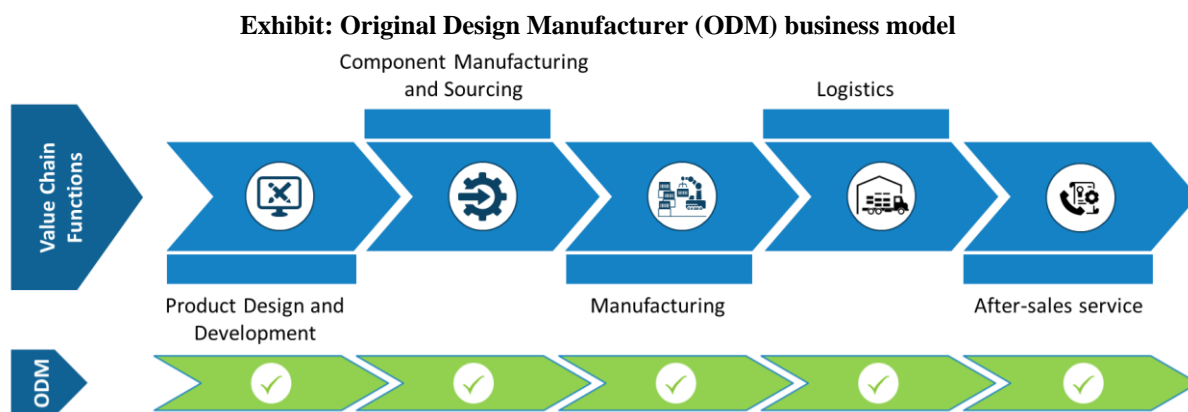 Exhibit: Original Design Manufacturer (ODM) business model
Component Manufacturing
and Sourcing
Logistics
Value Chain
Functions
Product Design and
Development
Manufacturing
After-sales service
ODM